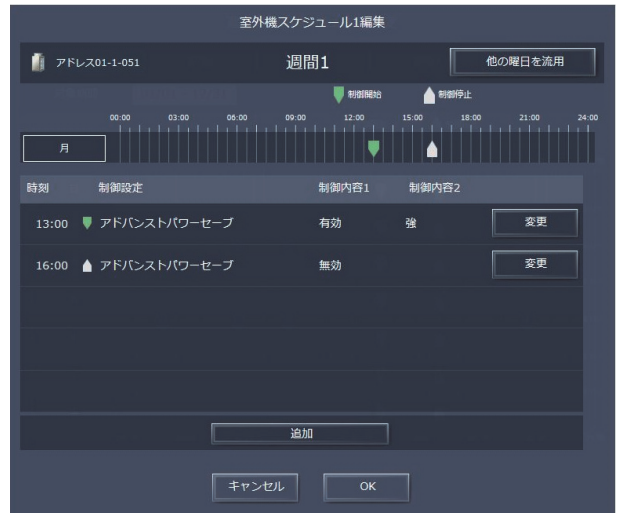 室外機スケジュール1編集
アドレス01-1-051 週間1 他の曜日を流用
制御開始 制御停止
00:00 03:00 06:00 09:00 12:00 15:00 18:00 21:00 24:00
月
時刻 制御設定 制御内容1 制御内容2
13:00 アドバンストパワーセーブ 有効 強 変更
16:00 アドバンストパワーセーブ 無効 変更
追加
キャンセル OK